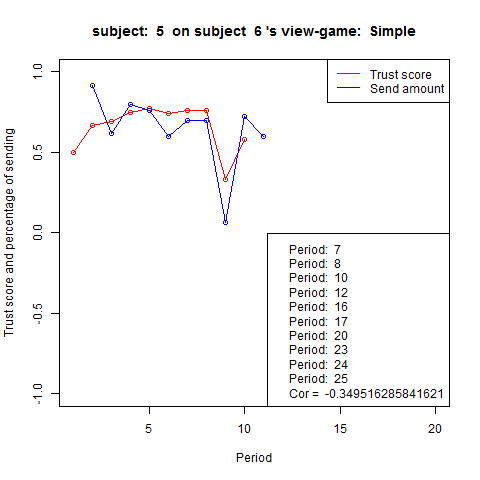 subject:  5  on subject  6 's view-game:  Simple
Trust score
Send amount
1.0
0.5
0.0
-0.5
-1.0
Trust score and percentage of sending
Period: 7
Period: 8
Period: 10
Period: 12
Period: 16
Period: 17
Period: 20
Period: 23
Period: 24
Period: 25
Cor = -0.349516285841621
5 10 15 20
Period